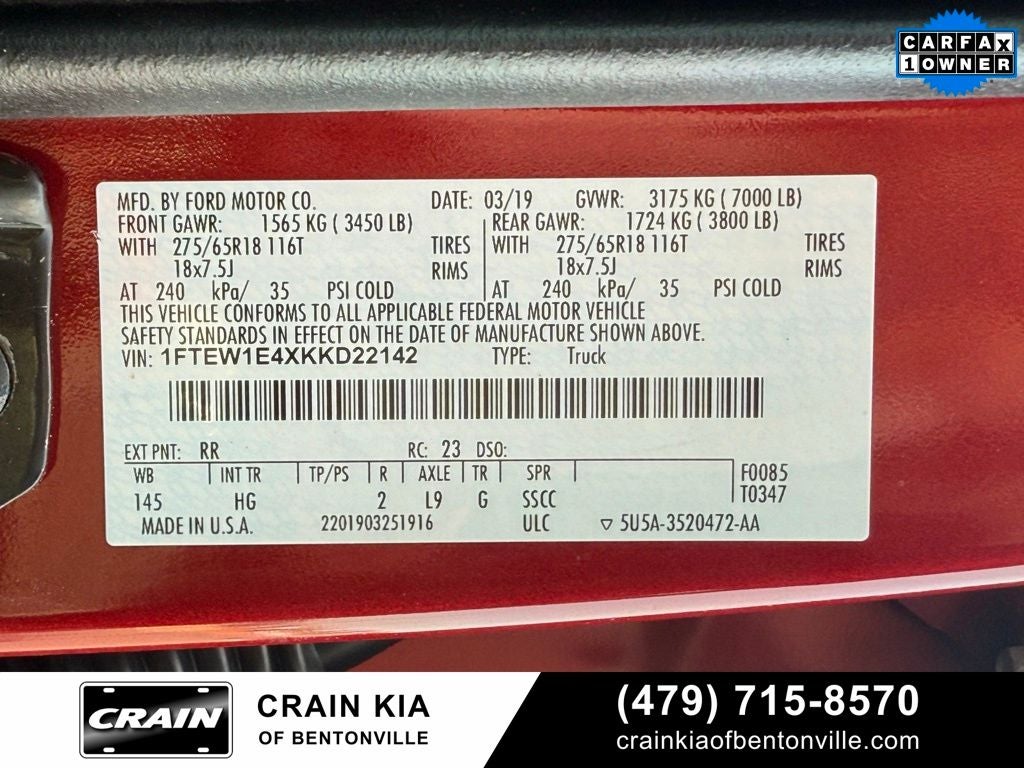 CARFAX
1 OWNER
MFD. BY FORD MOTOR CO. DATE: 03/19 GVWR: 3175 KG ( 7000 LB)
FRONT GAWR: 1565 KG ( 3450 LB) REAR GAWR: 1724 KG ( 3800 LB)
WITH 275/65R18 116T TIRES WITH 275/65R18 116T TIRES
18x7.5J RIMS 18x7.5J RIMS
AT 240 kPa/ 35 PSI COLD AT 240 kPa/ 35 PSI COLD
THIS VEHICLE CONFORMS TO ALL APPLICABLE FEDERAL MOTOR VEHICLE
SAFETY STANDARDS IN EFFECT ON THE DATE OF MANUFACTURE SHOWN ABOVE.
VIN: 1FTEW1E4XKKD22142 TYPE: Truck
EXT PNT: RR RC: 23 DSO:
WB INT TR TP/PS R AXLE TR SPR F0085
145 HG 2 L9 G SSCC T0347
MADE IN U.S.A. 2201903251916 ULC ▽ 5U5A-3520472-AA
CRAIN
CRAIN KIA
OF BENTONVILLE
(479) 715-8570
crainkiaofbentonville.com